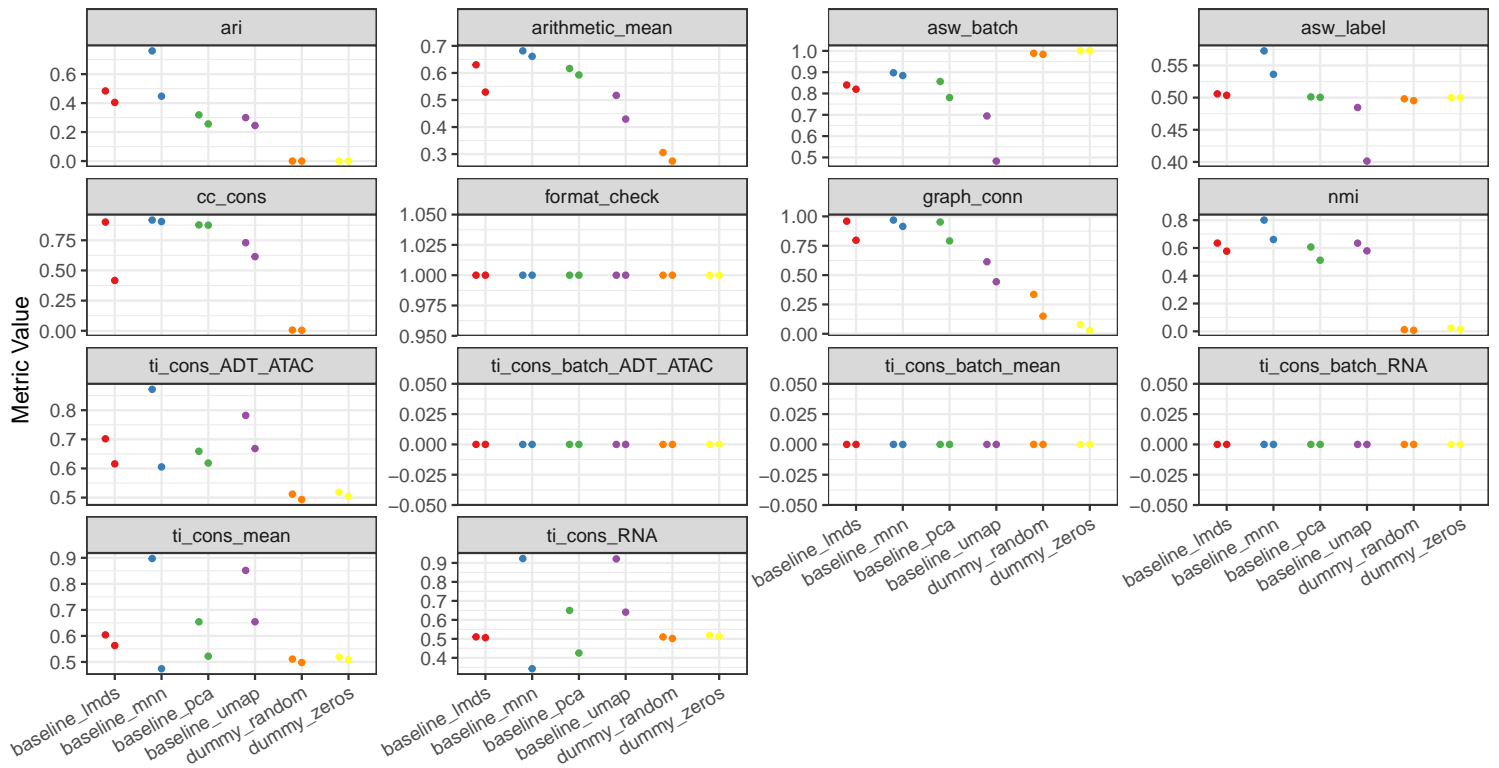 Metric Value
ari
0.6
0.4
0.2
0.0
arithmetic_mean
0.7
0.6
0.5
0.4
0.3
asw_batch
1.0
0.9
0.8
0.7
0.6
0.5
asw_label
0.55
0.50
0.45
0.40
cc_cons
0.75
0.50
0.25
0.00
format_check
1.050
1.025
1.000
0.975
0.950
graph_conn
1.00
0.75
0.50
0.25
0.00
nmi
0.8
0.6
0.4
0.2
0.0
ti_cons_ADT_ATAC
0.8
0.7
0.6
0.5
ti_cons_batch_ADT_ATAC
0.050
0.025
0.000
−0.025
−0.050
ti_cons_batch_mean
0.050
0.025
0.000
−0.025
−0.050
baseline_lmds
baseline_mnn
baseline_pca
baseline_umap
dummy_random
dummy_zeros
ti_cons_batch_RNA
0.050
0.025
0.000
−0.025
−0.050
baseline_lmds
baseline_mnn
baseline_pca
baseline_umap
dummy_random
dummy_zeros
ti_cons_mean
0.9
0.8
0.7
0.6
0.5
baseline_lmds
baseline_mnn
baseline_pca
baseline_umap
dummy_random
dummy_zeros
ti_cons_RNA
0.9
0.8
0.7
0.6
0.5
0.4
baseline_lmds
baseline_mnn
baseline_pca
baseline_umap
dummy_random
dummy_zeros